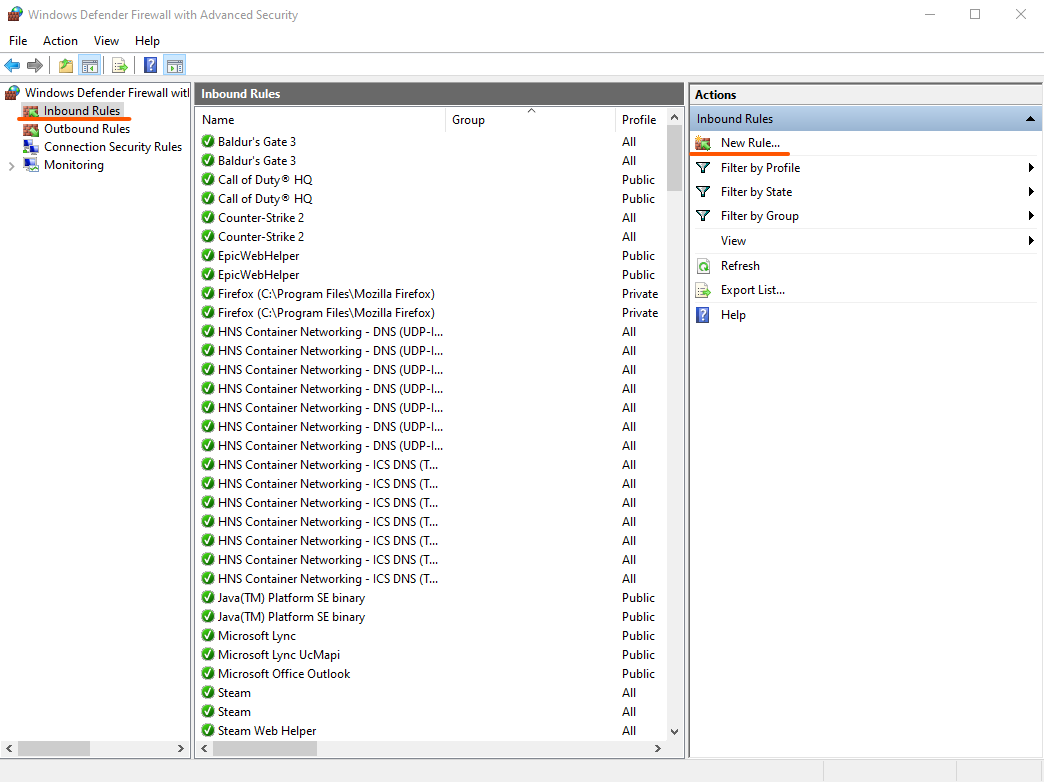 Windows Defender Firewall with Advanced Security
File Action View Help
Windows Defender Firewall with
Inbound Rules
Outbound Rules
Connection Security Rules
Monitoring
Inbound Rules
Name Group Profile
Baldur's Gate 3 All
Baldur's Gate 3 All
Call of Duty® HQ Public
Call of Duty® HQ Public
Counter-Strike 2 All
Counter-Strike 2 All
EpicWebHelper Public
EpicWebHelper Public
Firefox (C:\Program Files\Mozilla Firefox) Private
Firefox (C:\Program Files\Mozilla Firefox) Private
HNS Container Networking - DNS (UDP-I... All
HNS Container Networking - DNS (UDP-I... All
HNS Container Networking - DNS (UDP-I... All
HNS Container Networking - DNS (UDP-I... All
HNS Container Networking - DNS (UDP-I... All
HNS Container Networking - DNS (UDP-I... All
HNS Container Networking - DNS (UDP-I... All
HNS Container Networking - ICS DNS (T... All
HNS Container Networking - ICS DNS (T... All
HNS Container Networking - ICS DNS (T... All
HNS Container Networking - ICS DNS (T... All
HNS Container Networking - ICS DNS (T... All
HNS Container Networking - ICS DNS (T... All
HNS Container Networking - ICS DNS (T... All
Java(TM) Platform SE binary Public
Java(TM) Platform SE binary Public
Microsoft Lync Public
Microsoft Lync UcMapi Public
Microsoft Office Outlook Public
Steam All
Steam All
Steam Web Helper All
Actions
Inbound Rules
New Rule...
Filter by Profile
Filter by State
Filter by Group
View
Refresh
Export List...
Help